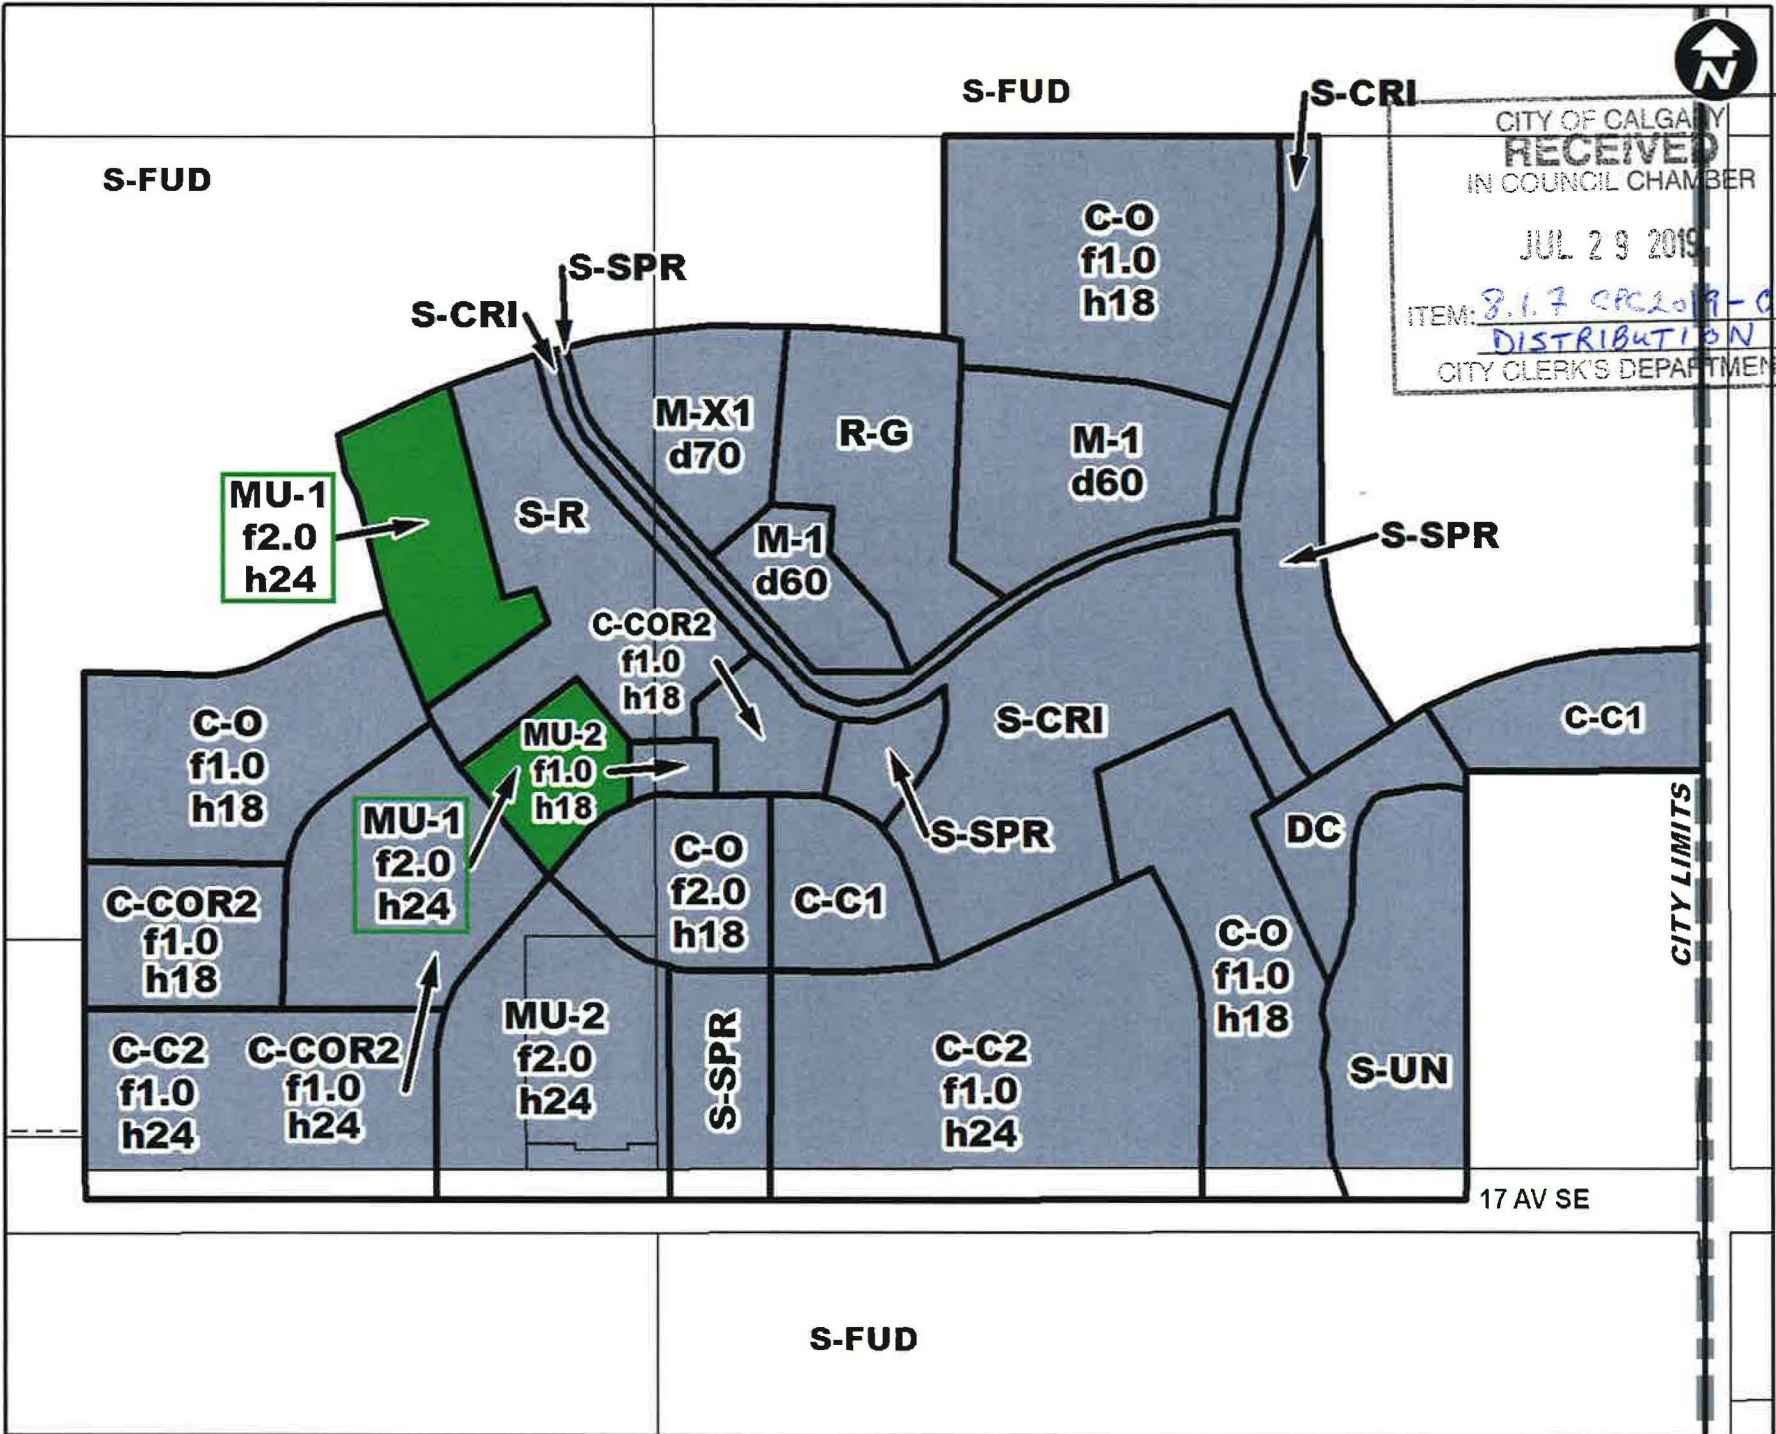 N
S-FUD
S-CRI
CITY OF CALGARY
RECEIVED
IN COUNCIL CHAMBER
JUL 29 2019
ITEM: 8.1.7 CPC2019-0
DISTRIBUTION
CITY CLERK'S DEPARTMEN
S-FUD
C-O
f1.0
h18
S-SPR
S-CRI
M-X1
d70
R-G
M-1
d60
MU-1
f2.0
h24
S-R
M-1
d60
S-SPR
C-COR2
f1.0
h18
C-O
f1.0
h18
MU-2
f1.0
h18
S-CRI
C-C1
MU-1
f2.0
h24
C-O
f2.0
h18
S-SPR
DC
CITY LIMITS
C-COR2
f1.0
h18
C-C1
C-O
f1.0
h18
C-C2
f1.0
h24
C-COR2
f1.0
h24
MU-2
f2.0
h24
S-SPR
C-C2
f1.0
h24
S-UN
17 AV SE
S-FUD